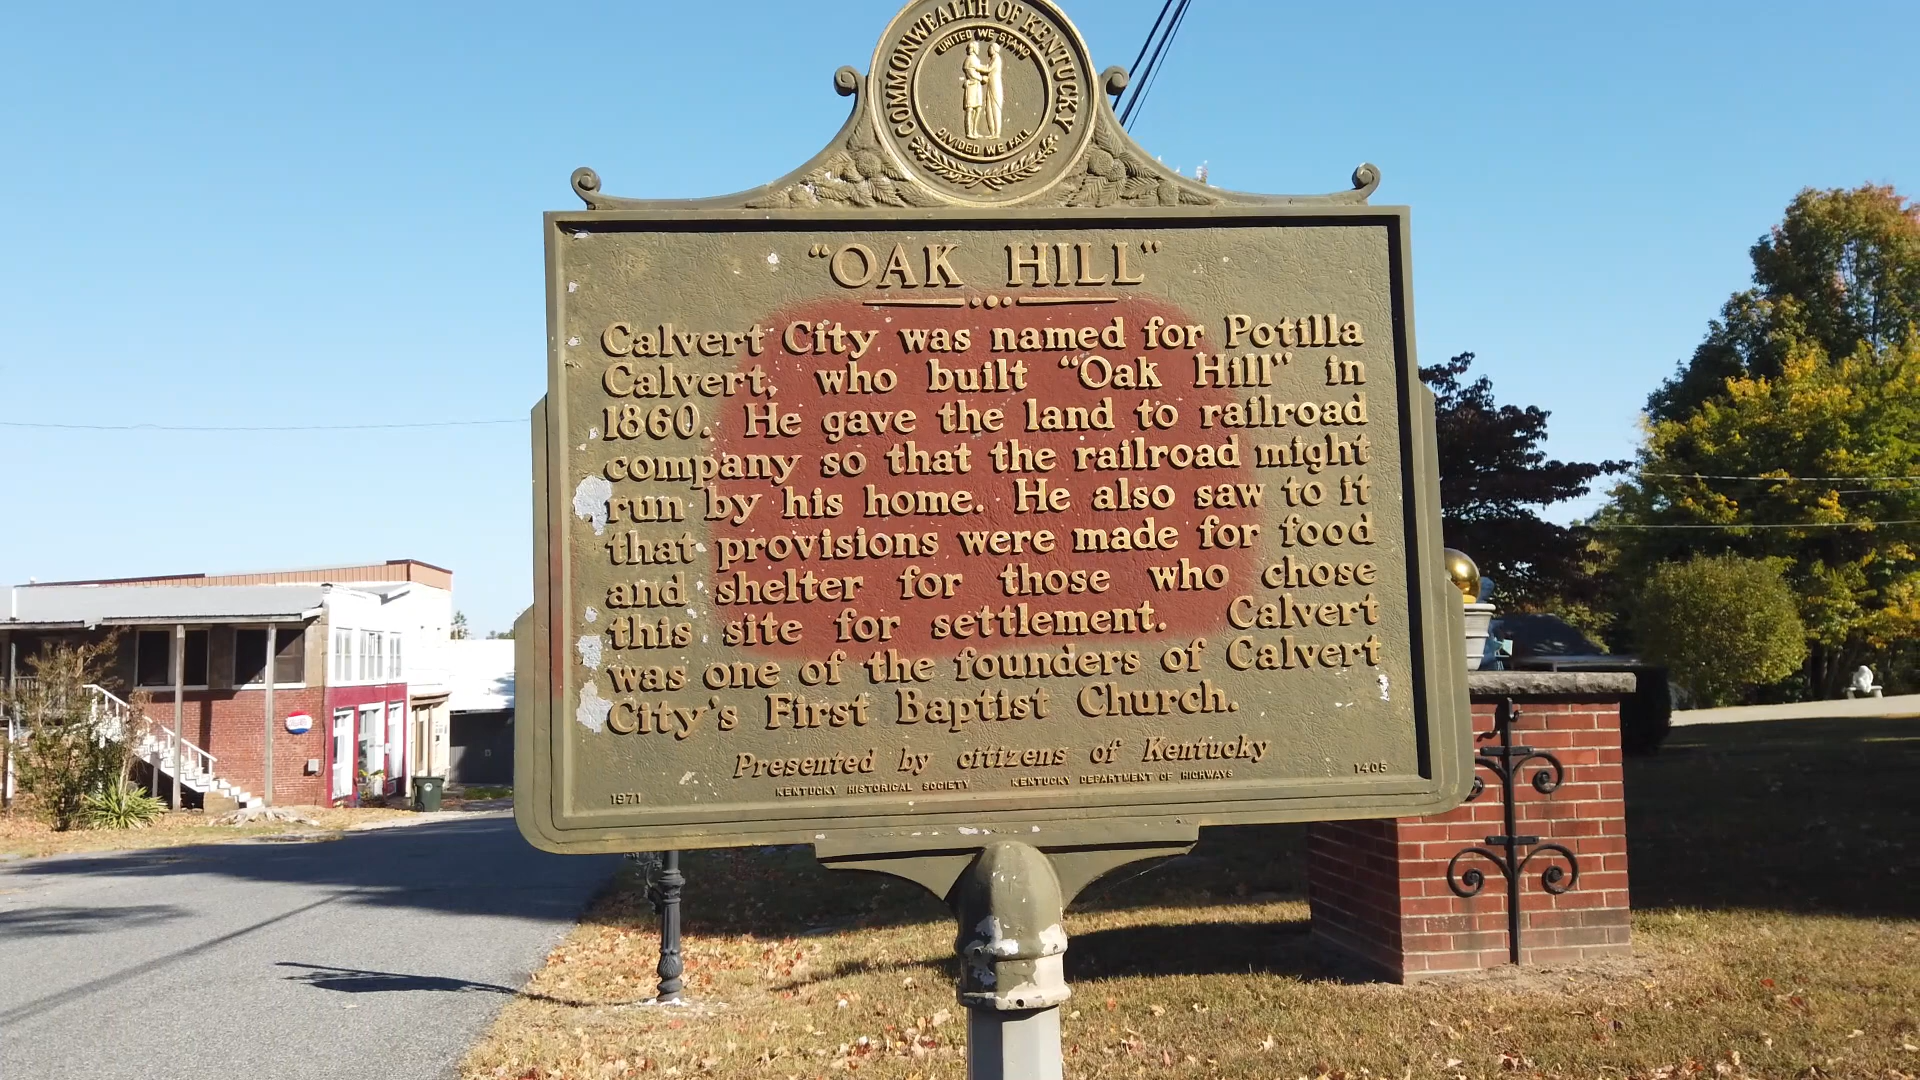 COMMONWEALTH OF KENTUCKY
UNITED WE STAND
DIVIDED WE FALL
"OAK HILL"
Calvert City was named for Potilla
Calvert, who built "Oak Hill" in
1860. He gave the land to railroad
company so that the railroad might
run by his home. He also saw to it
that provisions were made for food
and shelter for those who chose
this site for settlement. Calvert
was one of the founders of Calvert
City's First Baptist Church.
Presented by citizens of Kentucky
1971 KENTUCKY HISTORICAL SOCIETY KENTUCKY DEPARTMENT OF HIGHWAYS 1405